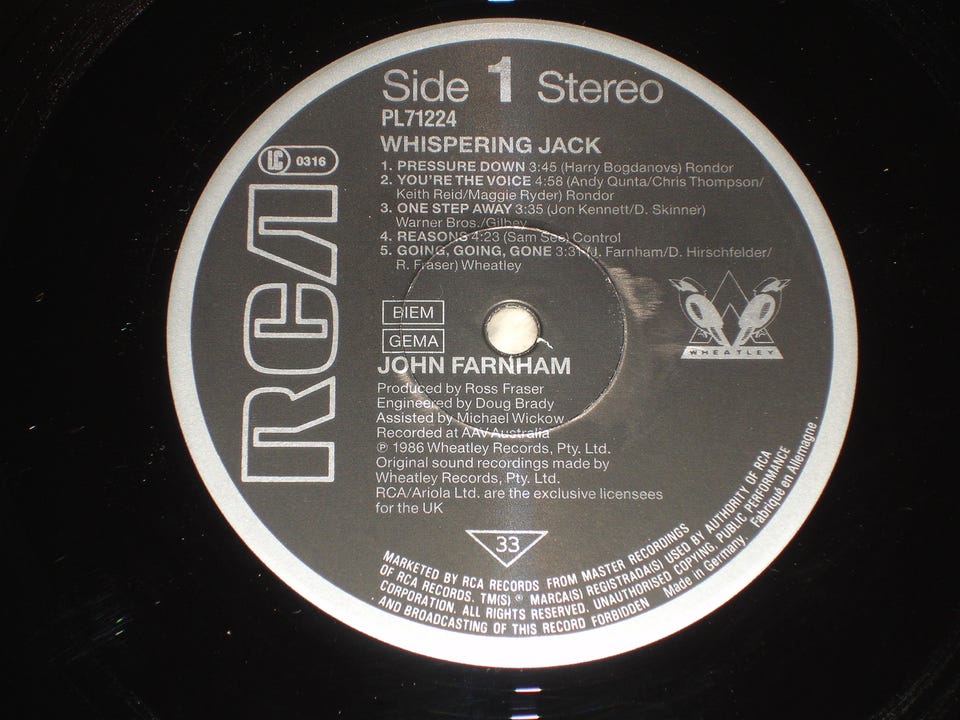 Side 1 Stereo
PL71224
WHISPERING JACK
LC 0316
1. PRESSURE DOWN 3:45 (Harry Bogdanovs) Rondor
2. YOU'RE THE VOICE 4:58 (Andy Qunta/Chris Thompson/
Keith Reid/Maggie Ryder) Rondor
3. ONE STEP AWAY 3:35 (Jon Kennett/D. Skinner)
Warner Bros./Gilbey
4. REASONS 4:23 (Sam See) Control
5. GOING, GOING, GONE 3:31 (J. Farnham/D. Hirschfelder/
R. Fraser) Wheatley
RCA
BIEM
GEMA
WHEATLEY
JOHN FARNHAM
Produced by Ross Fraser
Engineered by Doug Brady
Assisted by Michael Wickow
Recorded at AAV Australia
℗ 1986 Wheatley Records, Pty. Ltd.
Original sound recordings made by
Wheatley Records, Pty. Ltd.
RCA/Ariola Ltd. are the exclusive licensees
for the UK
33
MARKETED BY RCA RECORDS FROM MASTER RECORDINGS
OF RCA RECORDS. TM(S) ® MARCA(S) REGISTRADA(S) USED BY AUTHORITY OF RCA
CORPORATION. ALL RIGHTS RESERVED. UNAUTHORISED COPYING, PUBLIC PERFORMANCE
AND BROADCASTING OF THIS RECORD FORBIDDEN Made in Germany. Fabriqué en Allemagne